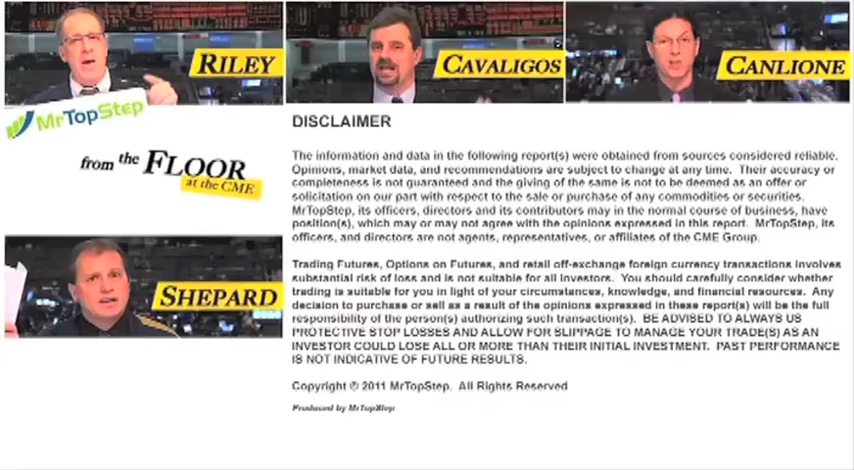 RILEY
CAVALIGOS
CANLIONE
MrTopStep
from the FLOOR
at the CME
SHEPARD
DISCLAIMER
The information and data in the following report(s) were obtained from sources considered reliable.
Opinions, market data, and recommendations are subject to change at any time. Their accuracy or
completeness is not guaranteed and the giving of the same is not to be deemed as an offer or
solicitation on our part with respect to the sale or purchase of any commodities or securities.
MrTopStep, its officers, directors and its contributors may in the normal course of business, have
position(s), which may or may not agree with the opinions expressed in this report. MrTopStep, its
officers, and directors are not agents, representatives, or affiliates of the CME Group.
Trading Futures, Options on Futures, and retail off-exchange foreign currency transactions involves
substantial risk of loss and is not suitable for all investors. You should carefully consider whether
trading is suitable for you in light of your circumstances, knowledge, and financial resources. Any
decision to purchase or sell as a result of the opinions expressed in these report(s) will be the full
responsibility of the person(s) authorizing such transaction(s). BE ADVISED TO ALWAYS US
PROTECTIVE STOP LOSSES AND ALLOW FOR SLIPPAGE TO MANAGE YOUR TRADE(S) AS AN
INVESTOR COULD LOSE ALL OR MORE THAN THEIR INITIAL INVESTMENT. PAST PERFORMANCE
IS NOT INDICATIVE OF FUTURE RESULTS.
Copyright © 2011 MrTopStep. All Rights Reserved
Produced by MrTopStep